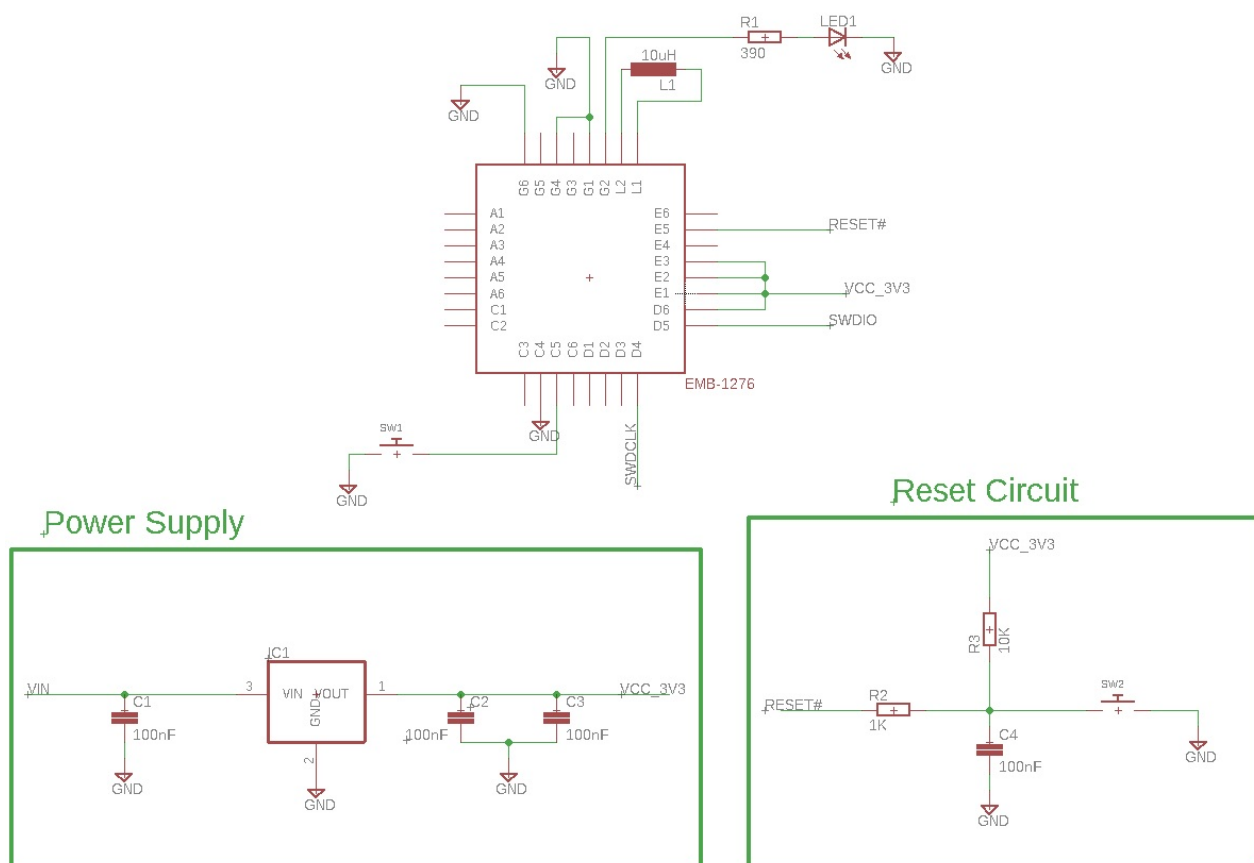 R1
390
LED1
GND
10uH
L1
GND
GND
G6
G5
G4
G3
G1
G2
L2
L1
A1
A2
A3
A4
A5
A6
C1
C2
E6
E5
E4
E3
E2
E1
D6
D5
RESET#
VCC_3V3
SWDIO
C3
C4
C5
C6
D1
D2
D3
D4
EMB-1276
GND
SW1
GND
SWDCLK
Power Supply
IC1
VIN
C1
100nF
GND
3
VIN
VOUT
GND
1
2
GND
C2
100nF
C3
100nF
VCC_3V3
GND
Reset Circuit
VCC_3V3
R3
10K
RESET#
R2
1K
SW2
C4
100nF
GND
GND